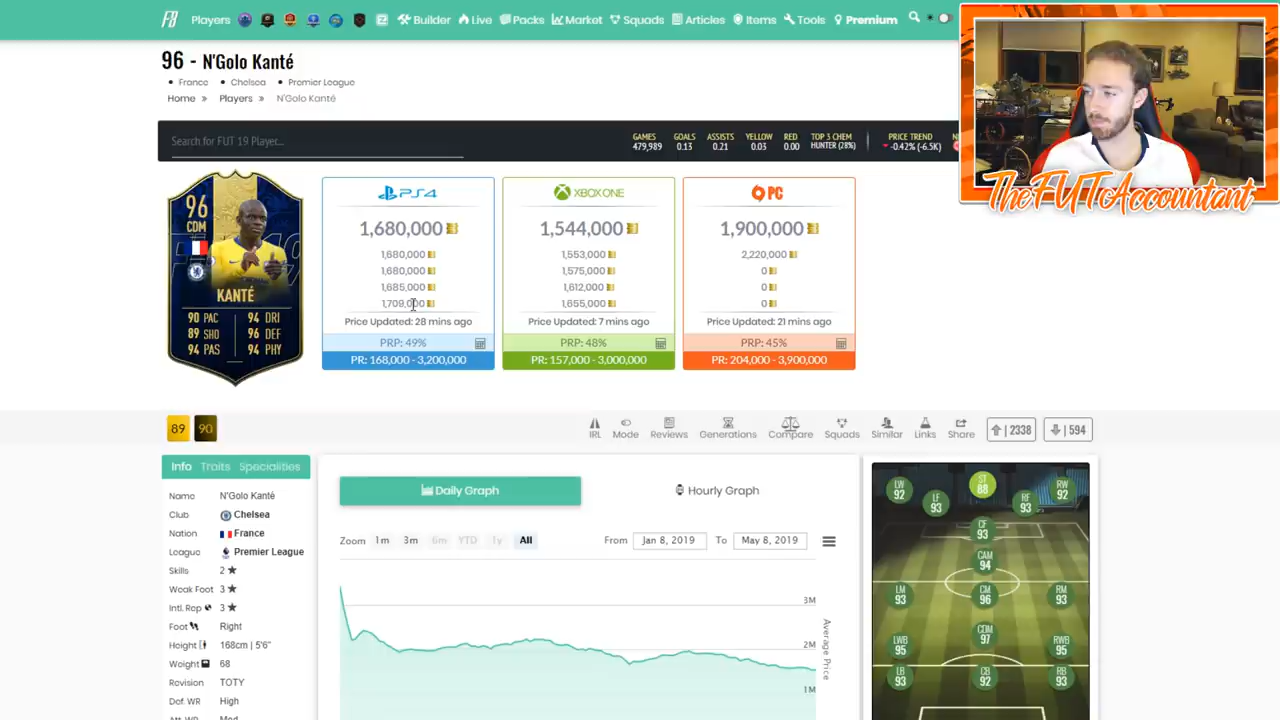 F8 Players Builder Live Packs Market Squads Articles Items Tools Premium
96 - N'Golo Kanté
France Chelsea Premier League
Home » Players » N'Golo Kanté
Search for FUT 19 Player...
GAMES GOALS ASSISTS YELLOW RED TOP 3 CHEM PRICE TREND
479,989 0.13 0.21 0.03 0.00 HUNTER (28%) -0.42% (-6.5K)
TheFUTAccountant
96
CDM
KANTÉ
90 PAC 94 DRI
89 SHO 96 DEF
94 PAS 94 PHY
PS4
1,680,000
1,680,000
1,680,000
1,685,000
1,709,000
Price Updated: 28 mins ago
PRP: 49%
PR: 168,000 - 3,200,000
XBOX ONE
1,544,000
1,553,000
1,575,000
1,612,000
1,655,000
Price Updated: 7 mins ago
PRP: 48%
PR: 157,000 - 3,000,000
PC
1,900,000
2,220,000
0
0
0
Price Updated: 21 mins ago
PRP: 45%
PR: 204,000 - 3,900,000
89 90
IRL Mode Reviews Generations Compare Squads Similar Links Share 2338 594
Info Traits Specialities
Name N'Golo Kanté
Club Chelsea
Nation France
League Premier League
Skills 2
Weak Foot 3
Intl. Rep 3
Foot Right
Height 168cm | 5'6"
Weight 68
Revision TOTY
Def. WR High
Att. WR Med
Daily Graph Hourly Graph
Zoom 1m 3m 6m YTD 1y All From Jan 8, 2019 To May 8, 2019
3M
2M
1M
Average Price
ST
88
LW RW
92 92
LF RF
93 93
CF
93
CAM
94
LM CM RM
93 96 93
CDM
97
LWB RWB
95 95
LB CB RB
93 92 93